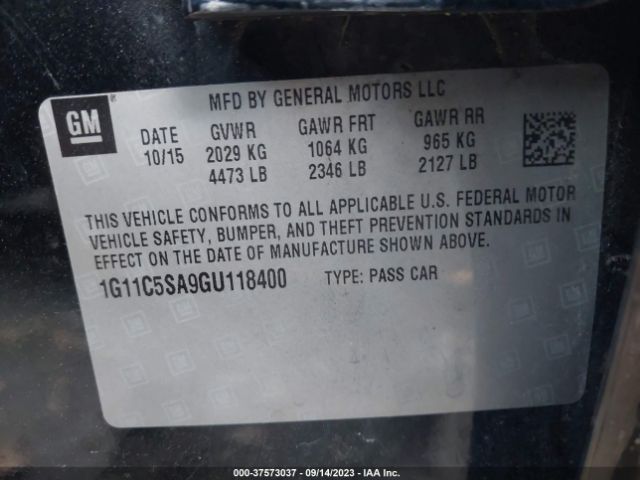 GM
MFD BY GENERAL MOTORS LLC
DATE GVWR GAWR FRT GAWR RR
10/15 2029 KG 1064 KG 965 KG
4473 LB 2346 LB 2127 LB
THIS VEHICLE CONFORMS TO ALL APPLICABLE U.S. FEDERAL MOTOR
VEHICLE SAFETY, BUMPER, AND THEFT PREVENTION STANDARDS IN
EFFECT ON THE DATE OF MANUFACTURE SHOWN ABOVE.
1G11C5SA9GU118400 TYPE: PASS CAR
000-37573037 - 09/14/2023 - IAA Inc.